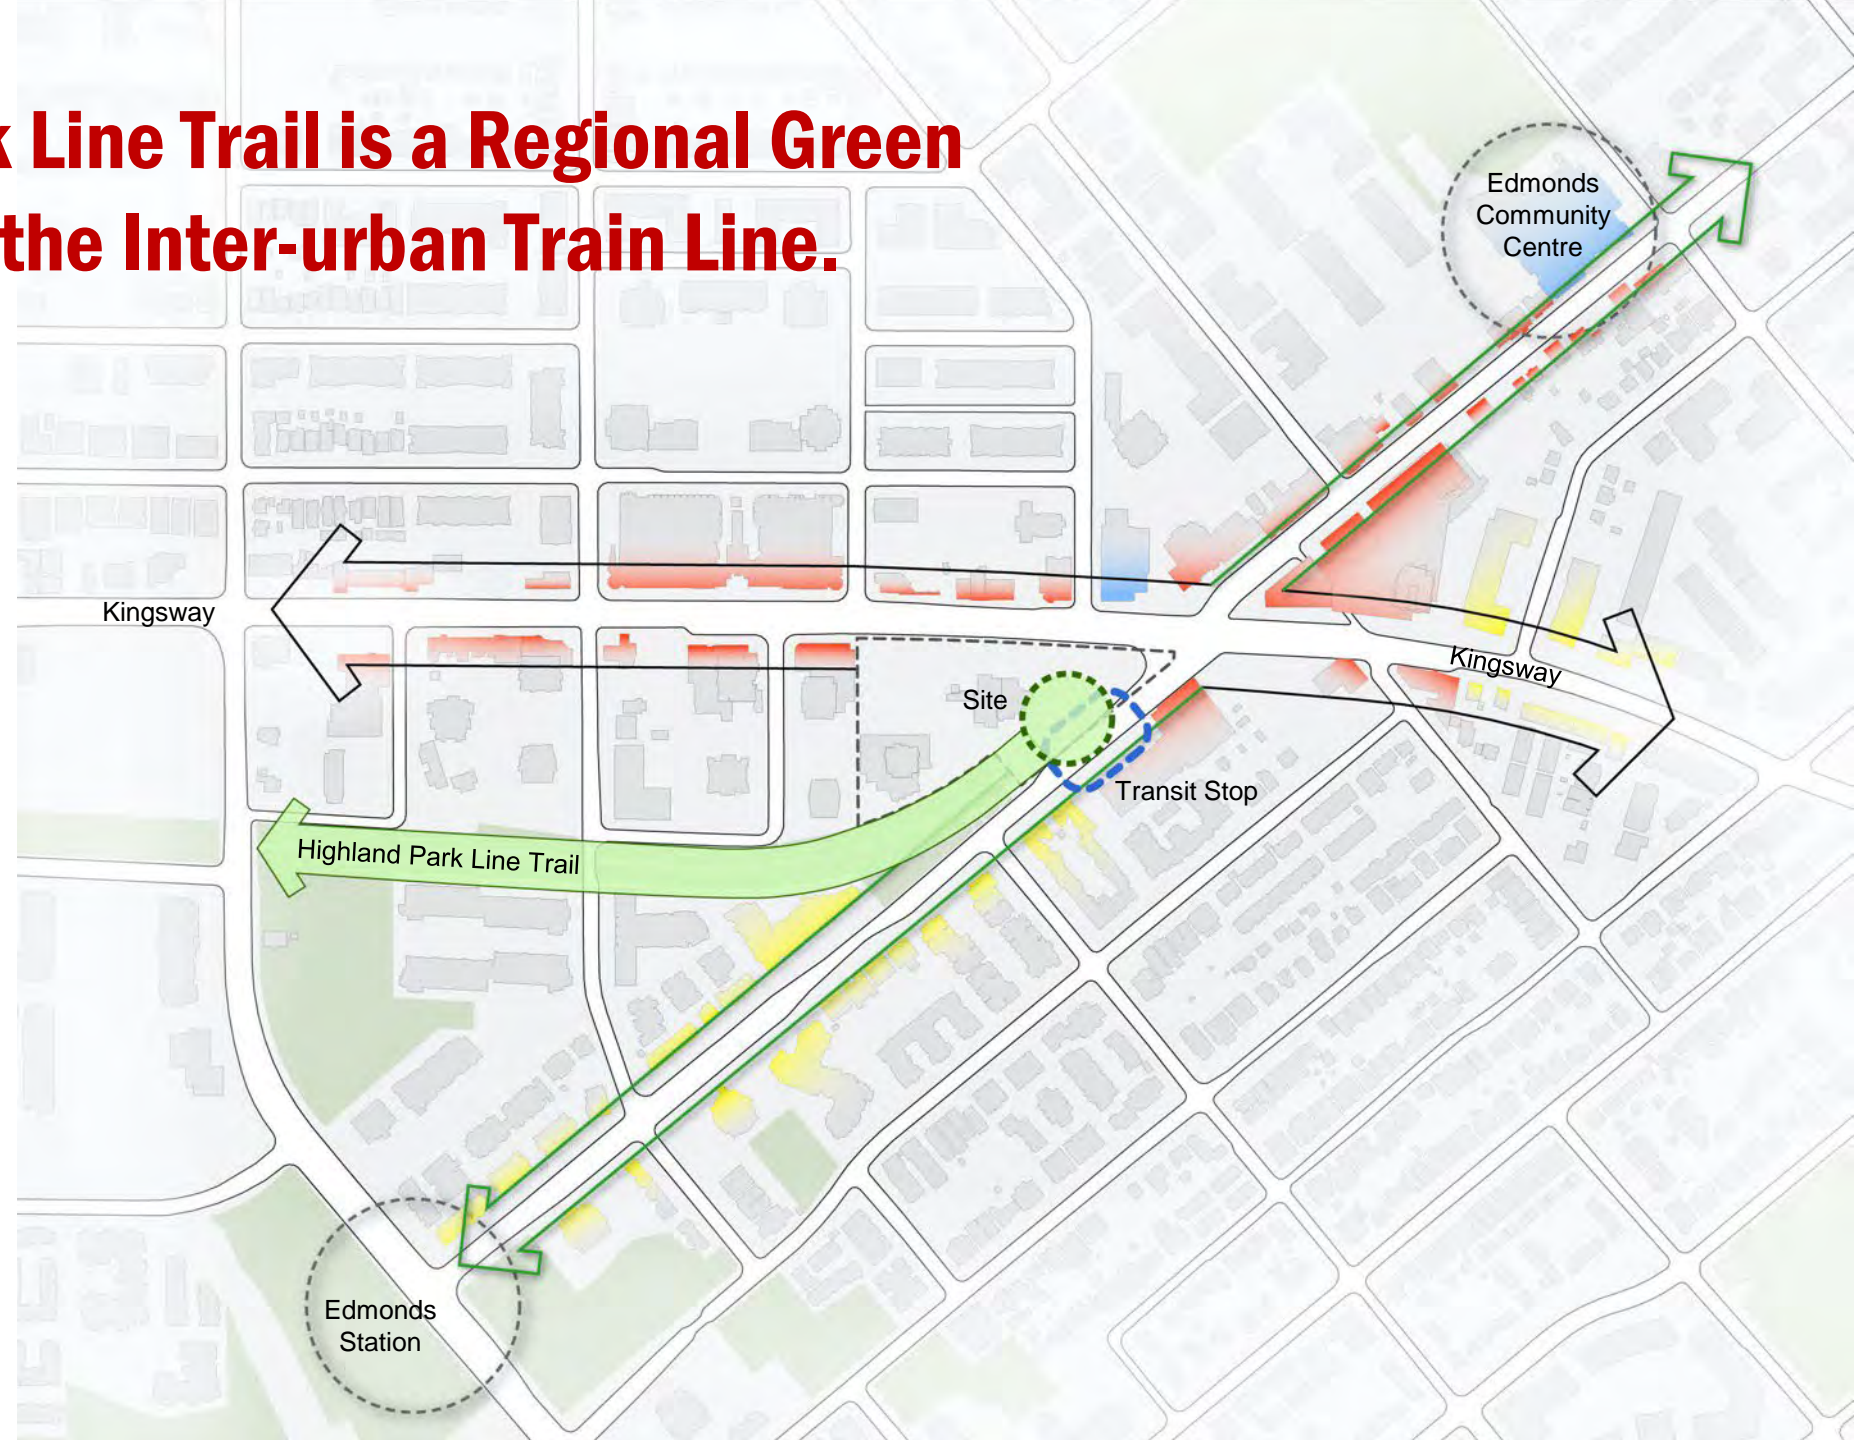 k Line Trail is a Regional Green
the Inter-urban Train Line.
Edmonds
Community
Centre
Kingsway
Kingsway
Site
Transit Stop
Highland Park Line Trail
Edmonds
Station